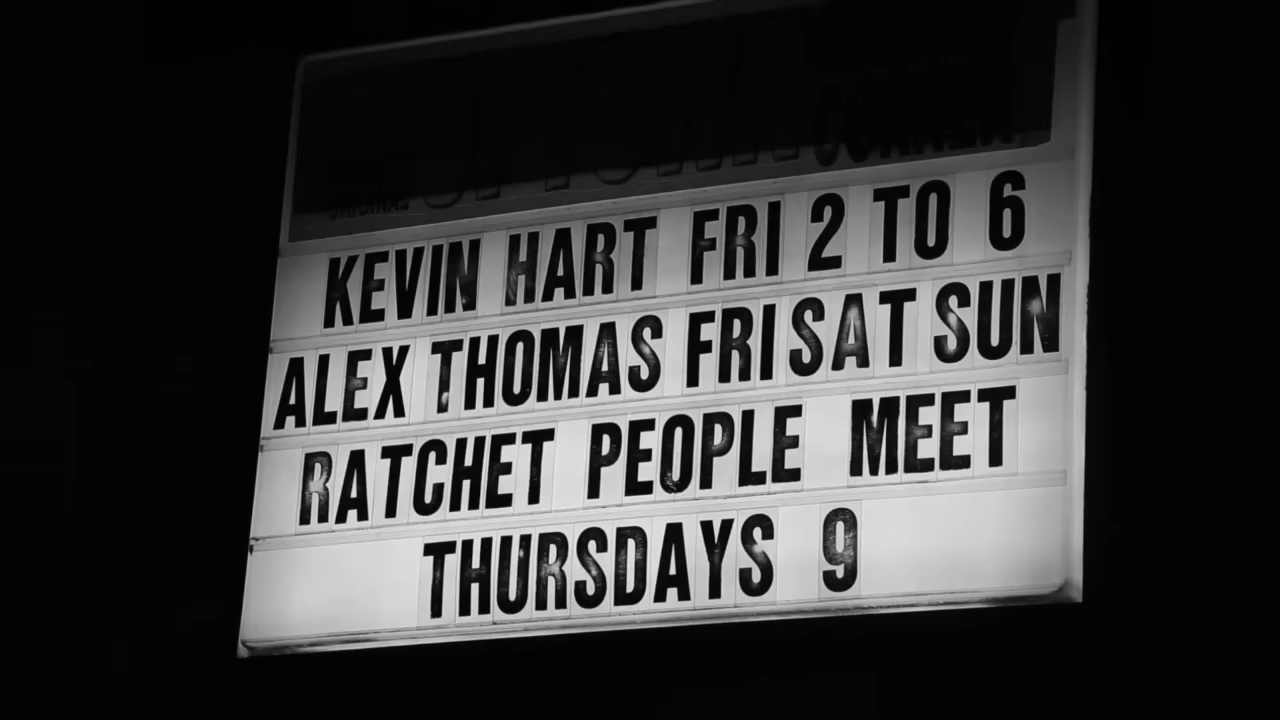 KEVIN HART FRI 2 TO 6
ALEX THOMAS FRI SAT SUN
RATCHET PEOPLE MEET
THURSDAYS 9